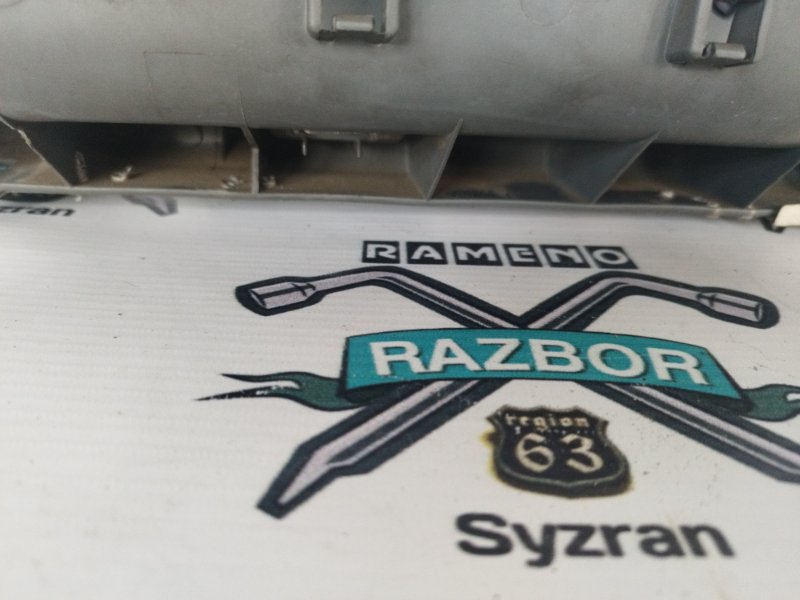 RAMENO
RAZBOR
region
63
Syzran
zran